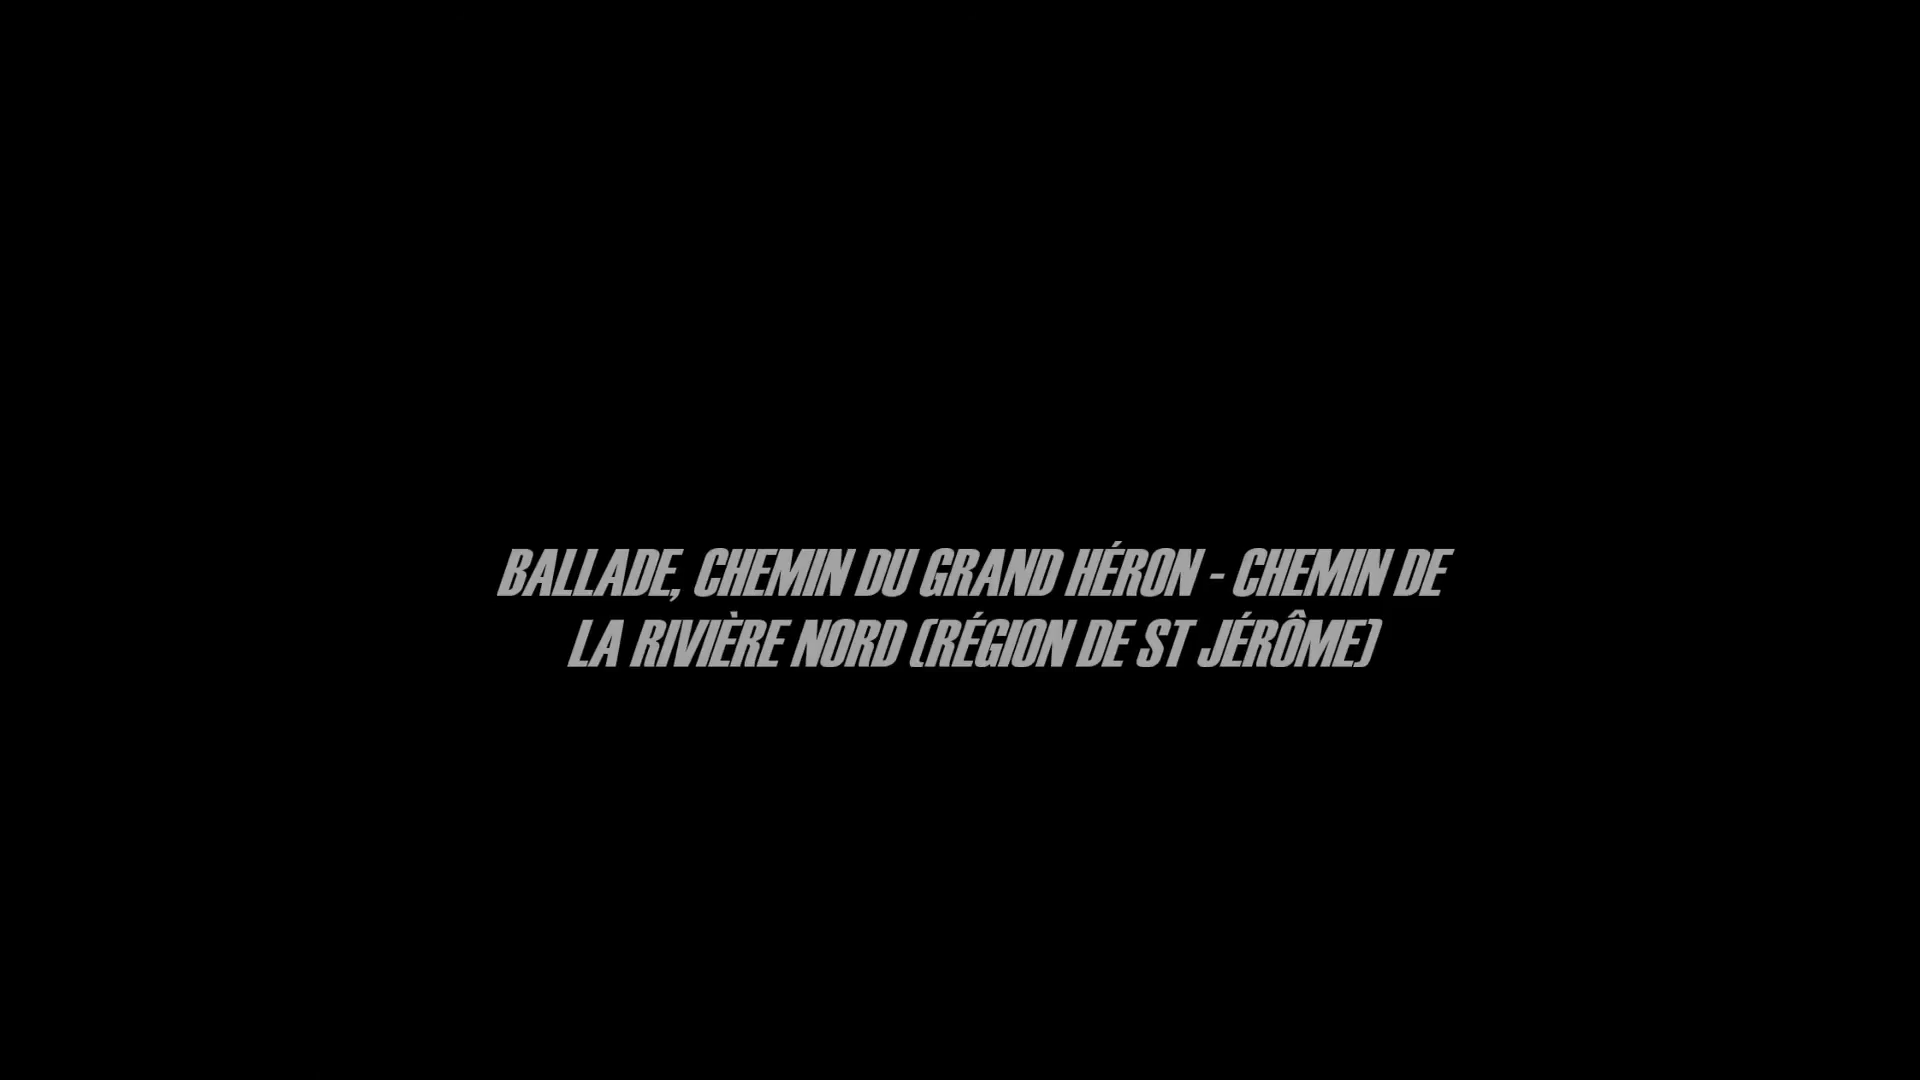 BALLADE, CHEMIN DU GRAND HÉRON - CHEMIN DE
LA RIVIÈRE NORD (RÉGION DE ST JÉRÔME)